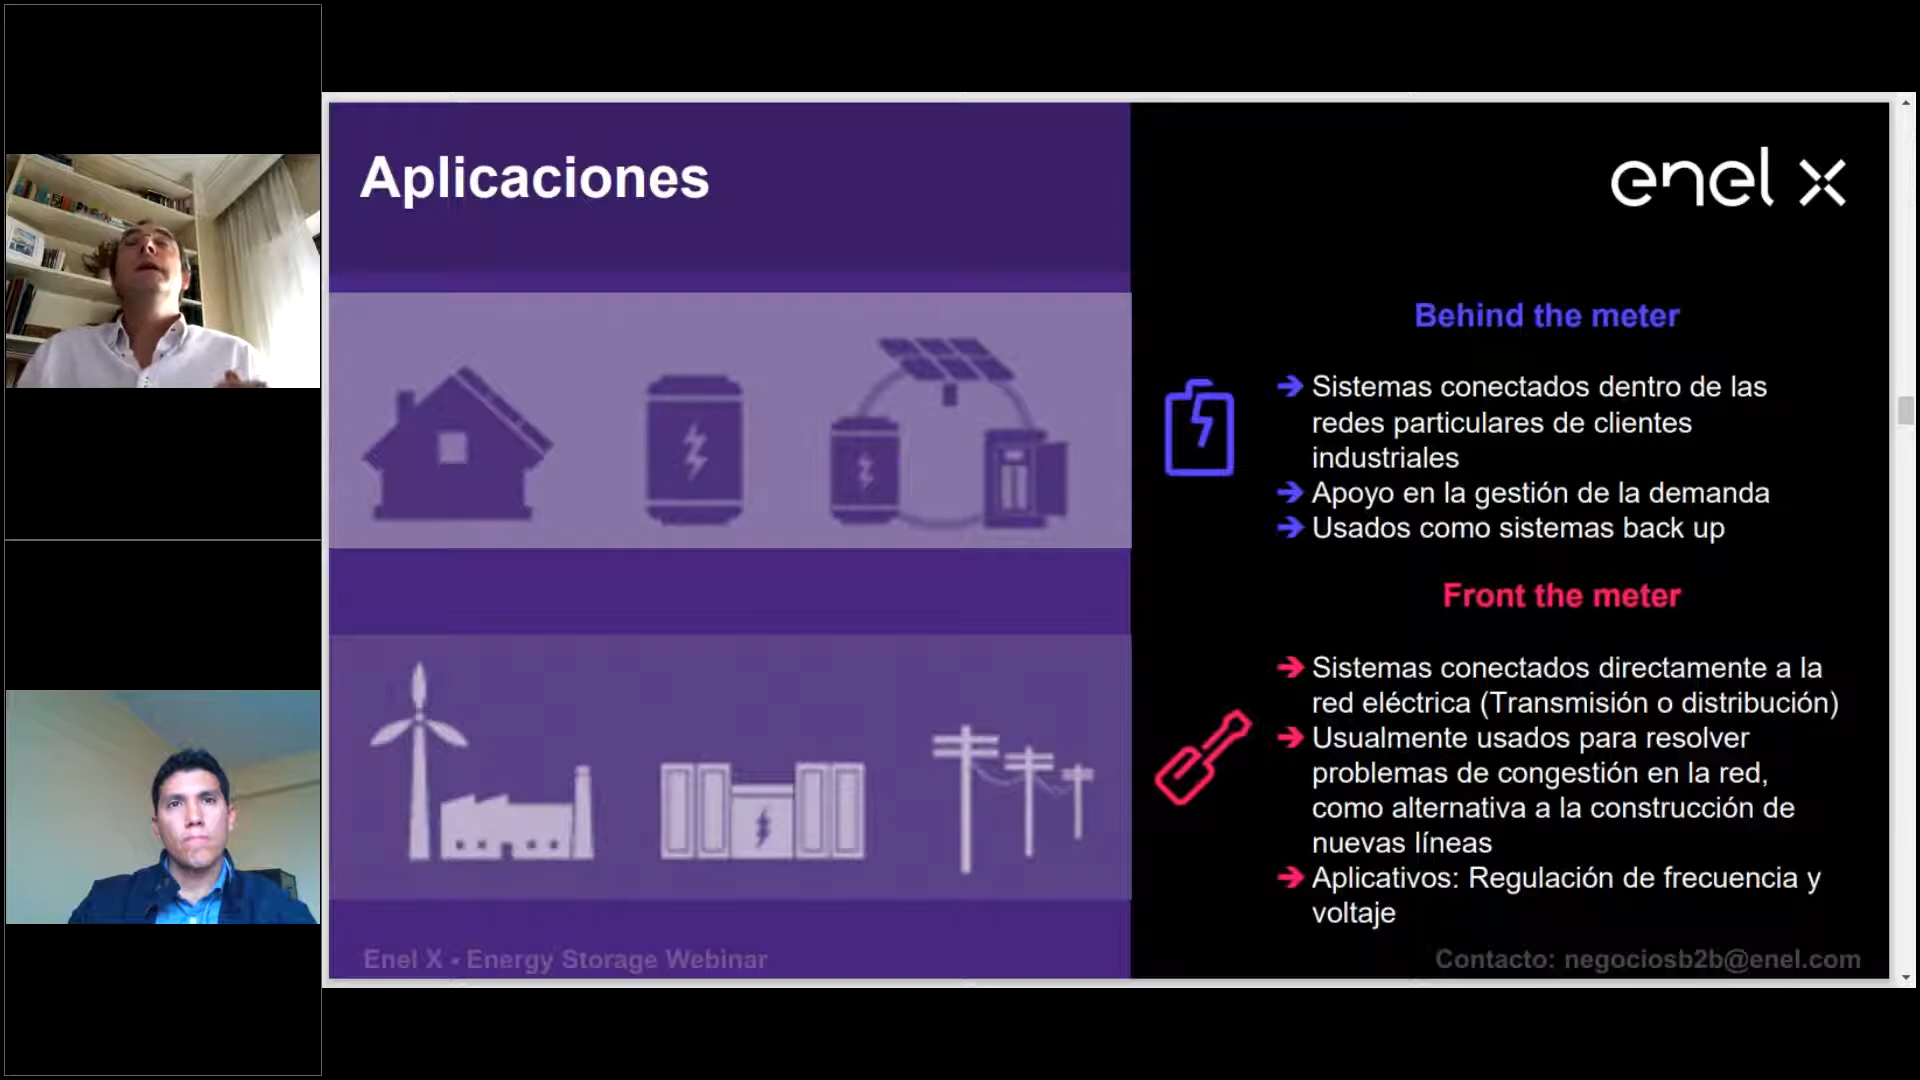 Aplicaciones
enel x
Behind the meter
Sistemas conectados dentro de las
redes particulares de clientes
industriales
Apoyo en la gestión de la demanda
Usados como sistemas back up
Front the meter
Sistemas conectados directamente a la
red eléctrica (Transmisión o distribución)
Usualmente usados para resolver
problemas de congestión en la red,
como alternativa a la construcción de
nuevas líneas
Aplicativos: Regulación de frecuencia y
voltaje
Enel X - Energy Storage Webinar
Contacto: negociosb2b@enel.com